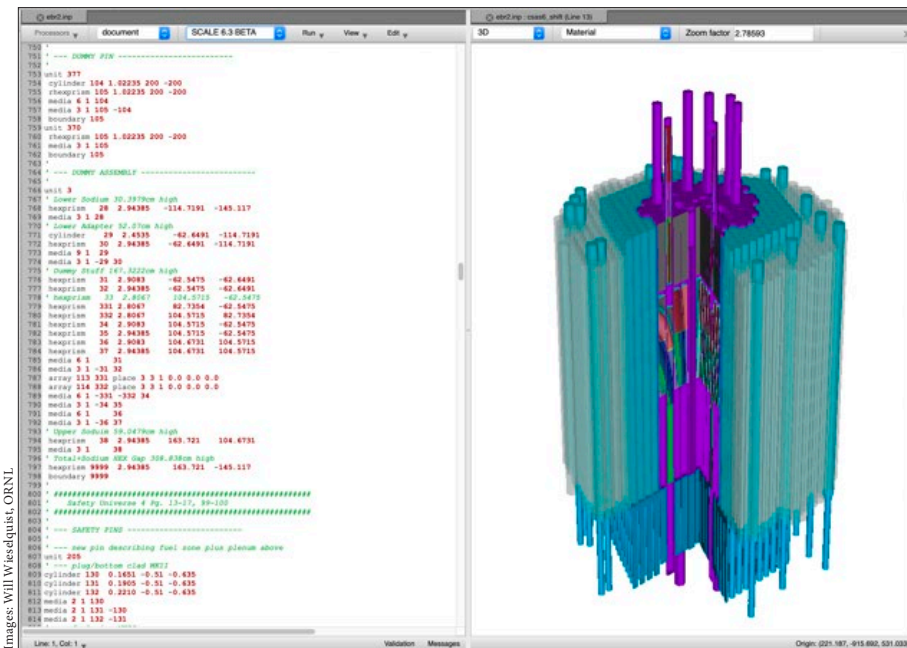 ebr2.inp
Processors document SCALE 6.3 BETA Run View Edit
750 '
751 ' --- DUMMY PIN -------------------------
752 '
753 unit 377
754 cylinder 104 1.02235 200 -200
755 rhexprism 105 1.02235 200 -200
756 media 6 1 104
757 media 3 1 105 -104
758 boundary 105
759 unit 370
760 rhexprism 105 1.02235 200 -200
761 media 3 1 105
762 boundary 105
763 '
764 ' --- DUMMY ASSEMBLY -------------------------
765 '
766 unit 3
767 ' Lower Sodium 30.3979cm high
768 hexprism 28 2.94385 -114.7191 -145.117
769 media 3 1 28
770 ' Lower Adapter 52.07cm high
771 cylinder 29 2.4535 -62.6491 -114.7191
772 hexprism 30 2.94385 -62.6491 -114.7191
773 media 9 1 29
774 media 3 1 -29 30
775 ' Dummy Stuff 167.3222cm high
776 hexprism 31 2.9083 -62.5475 -62.6491
777 hexprism 32 2.94385 -62.5475 -62.6491
778 ' hexprism 33 2.8067 104.5715 -62.5475
779 hexprism 331 2.8067 82.7354 -62.5475
780 hexprism 332 2.8067 104.5715 82.7354
781 hexprism 34 2.9083 104.5715 -62.5475
782 hexprism 35 2.94385 104.5715 -62.5475
783 hexprism 36 2.9083 104.6731 104.5715
784 hexprism 37 2.94385 104.6731 104.5715
785 media 6 1 31
786 media 3 1 -31 32
787 array 113 331 place 3 3 1 0.0 0.0 0.0
788 array 114 332 place 3 3 1 0.0 0.0 0.0
789 media 6 1 -331 -332 34
790 media 3 1 -34 35
791 media 6 1 36
792 media 3 1 -36 37
793 ' Upper Soduim 59.0479cm high
794 hexprism 38 2.94385 163.721 104.6731
795 media 3 1 38
796 ' Total+Sodium HEX Gap 308.838cm high
797 hexprism 9999 2.94385 163.721 -145.117
798 boundary 9999
799 '
800 ' ########################################################
801 ' Safety Universe 4 Pg. 13-17, 99-100
802 ' ########################################################
803 '
804 ' --- SAFETY PINS -------------------------
805 '
806 ' --- new pin describing fuel zone plus plenum above
807 unit 205
808 ' --- plug/bottom clad MKII
809 cylinder 130 0.1651 -0.51 -0.635
810 cylinder 131 0.1905 -0.51 -0.635
811 cylinder 132 0.2210 -0.51 -0.635
812 media 2 1 130
813 media 2 1 131 -130
814 media 2 1 132 -131
Line: 1, Col: 1 Validation Messages
ebr2.inp : csas6_shift (Line 13)
3D Material Zoom factor 2.78593
Origin: (221.187, -915.692, 531.033
Images: Will Wieselquist, ORNL